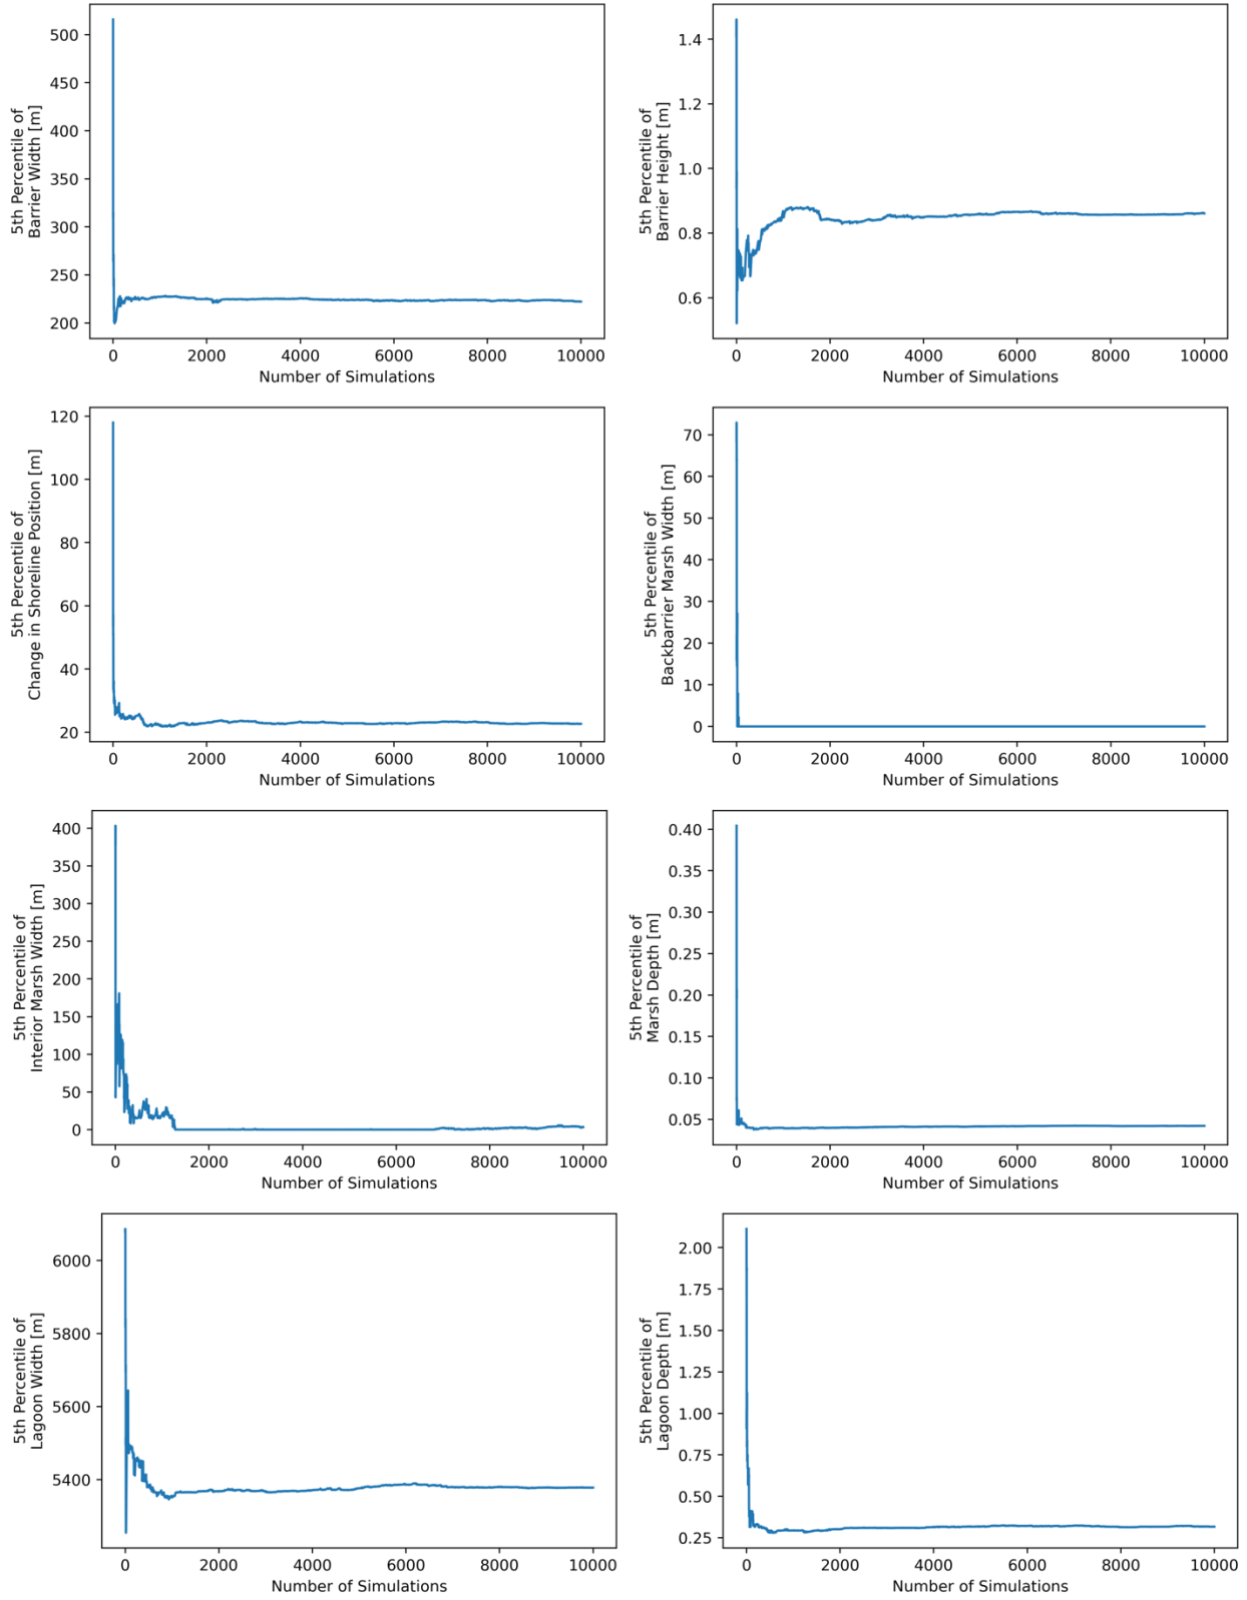 5th Percentile of
Barrier Width [m]
500
450
400
350
300
250
200
0 2000 4000 6000 8000 10000
Number of Simulations
5th Percentile of
Barrier Height [m]
1.4
1.2
1.0
0.8
0.6
0 2000 4000 6000 8000 10000
Number of Simulations
5th Percentile of
Change in Shoreline Position [m]
120
100
80
60
40
20
0 2000 4000 6000 8000 10000
Number of Simulations
5th Percentile of
Backbarrier Marsh Width [m]
70
60
50
40
30
20
10
0
0 2000 4000 6000 8000 10000
Number of Simulations
5th Percentile of
Interior Marsh Width [m]
400
350
300
250
200
150
100
50
0
0 2000 4000 6000 8000 10000
Number of Simulations
5th Percentile of
Marsh Depth [m]
0.40
0.35
0.30
0.25
0.20
0.15
0.10
0.05
0 2000 4000 6000 8000 10000
Number of Simulations
5th Percentile of
Lagoon Width [m]
6000
5800
5600
5400
0 2000 4000 6000 8000 10000
Number of Simulations
5th Percentile of
Lagoon Depth [m]
2.00
1.75
1.50
1.25
1.00
0.75
0.50
0.25
0 2000 4000 6000 8000 10000
Number of Simulations